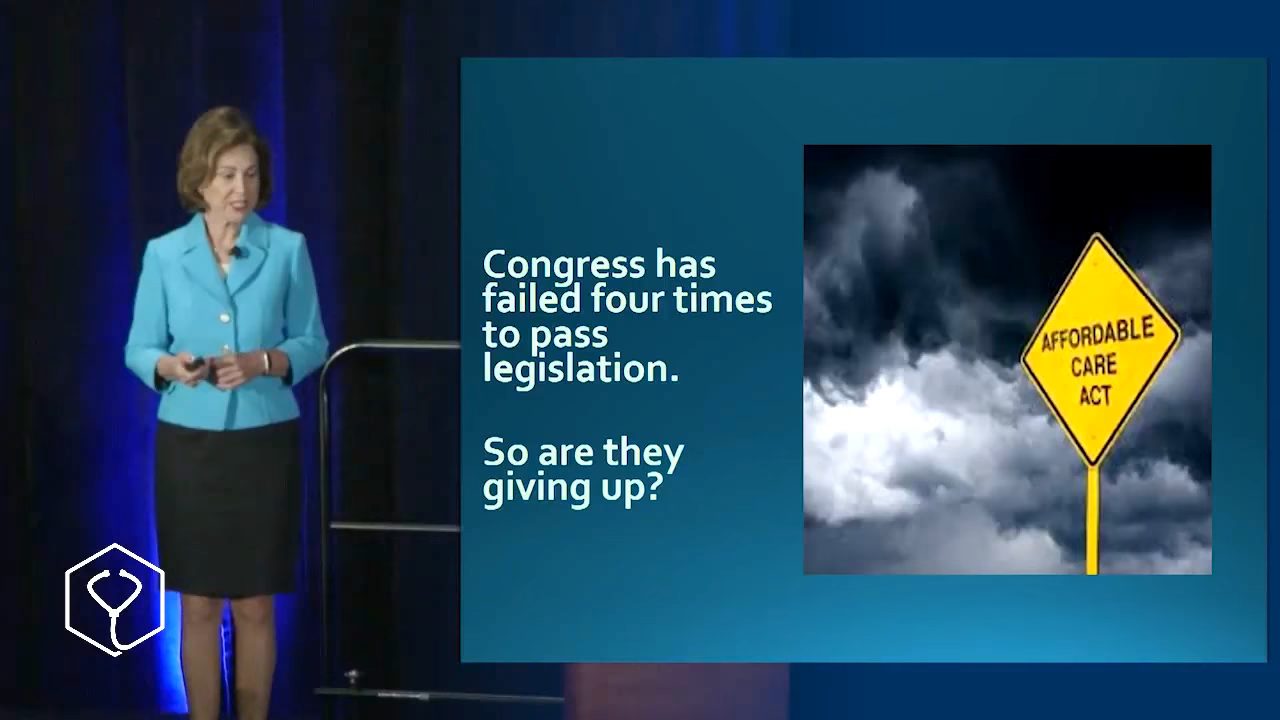 Congress has
failed four times
to pass
legislation.
So are they
giving up?
AFFORDABLE
CARE
ACT